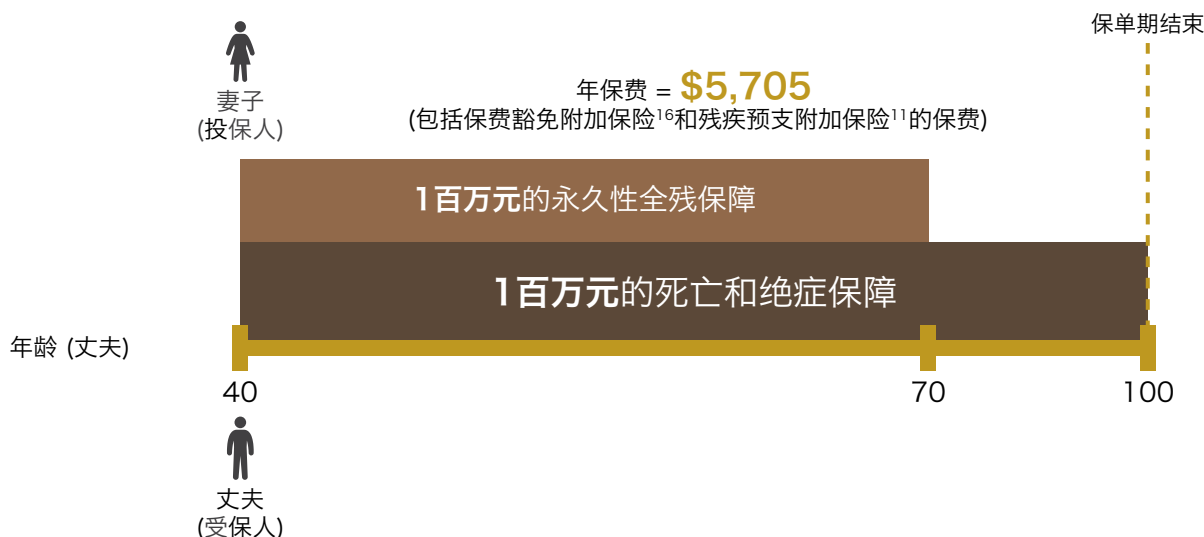 保单期结束
妻子
(投保人)
年保费 = $5,705
(包括保费豁免附加保险16和残疾预支附加保险11的保费)
1百万元的永久性全残保障
1百万元的死亡和绝症保障
年龄 (丈夫)
40
70
100
丈夫
(受保人)